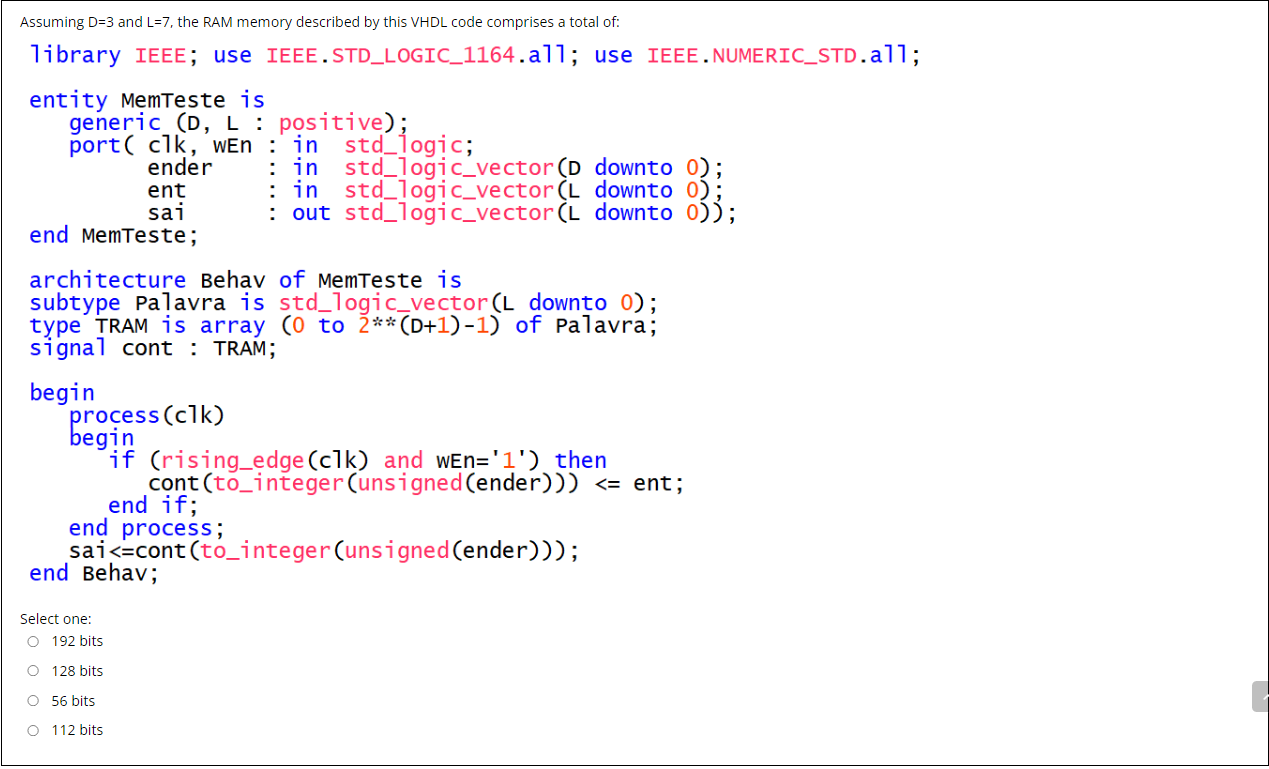 Assuming D=3 and L=7, the RAM memory described by this VHDL code comprises a total of:
library IEEE; use IEEE.STD_LOGIC_1164.all; use IEEE.NUMERIC_STD.all;
entity MemTeste is
generic (D, L : positive);
port( clk, wEn : in std_logic;
ender : in std_logic_vector(D downto 0);
ent : in std_logic_vector(L downto 0);
sai : out std_logic_vector(L downto 0));
end MemTeste;
architecture Behav of MemTeste is
subtype Palavra is std_logic_vector(L downto 0);
type TRAM is array (0 to 2**(D+1)-1) of Palavra;
signal cont : TRAM;
begin
process(clk)
begin
if (rising_edge(clk) and wEn='1') then
cont(to_integer(unsigned(ender))) <= ent;
end if;
end process;
sai<=cont(to_integer(unsigned(ender)));
end Behav;
Select one:
192 bits
128 bits
56 bits
112 bits